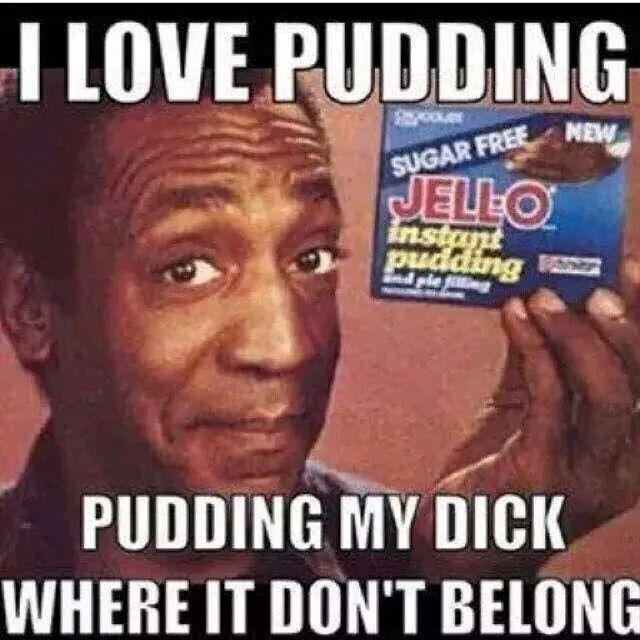 I LOVE PUDDING
NEW
SUGAR FREE
JELL-O
instant
pudding
and pie filling
PUDDING MY DICK
WHERE IT DON'T BELONG